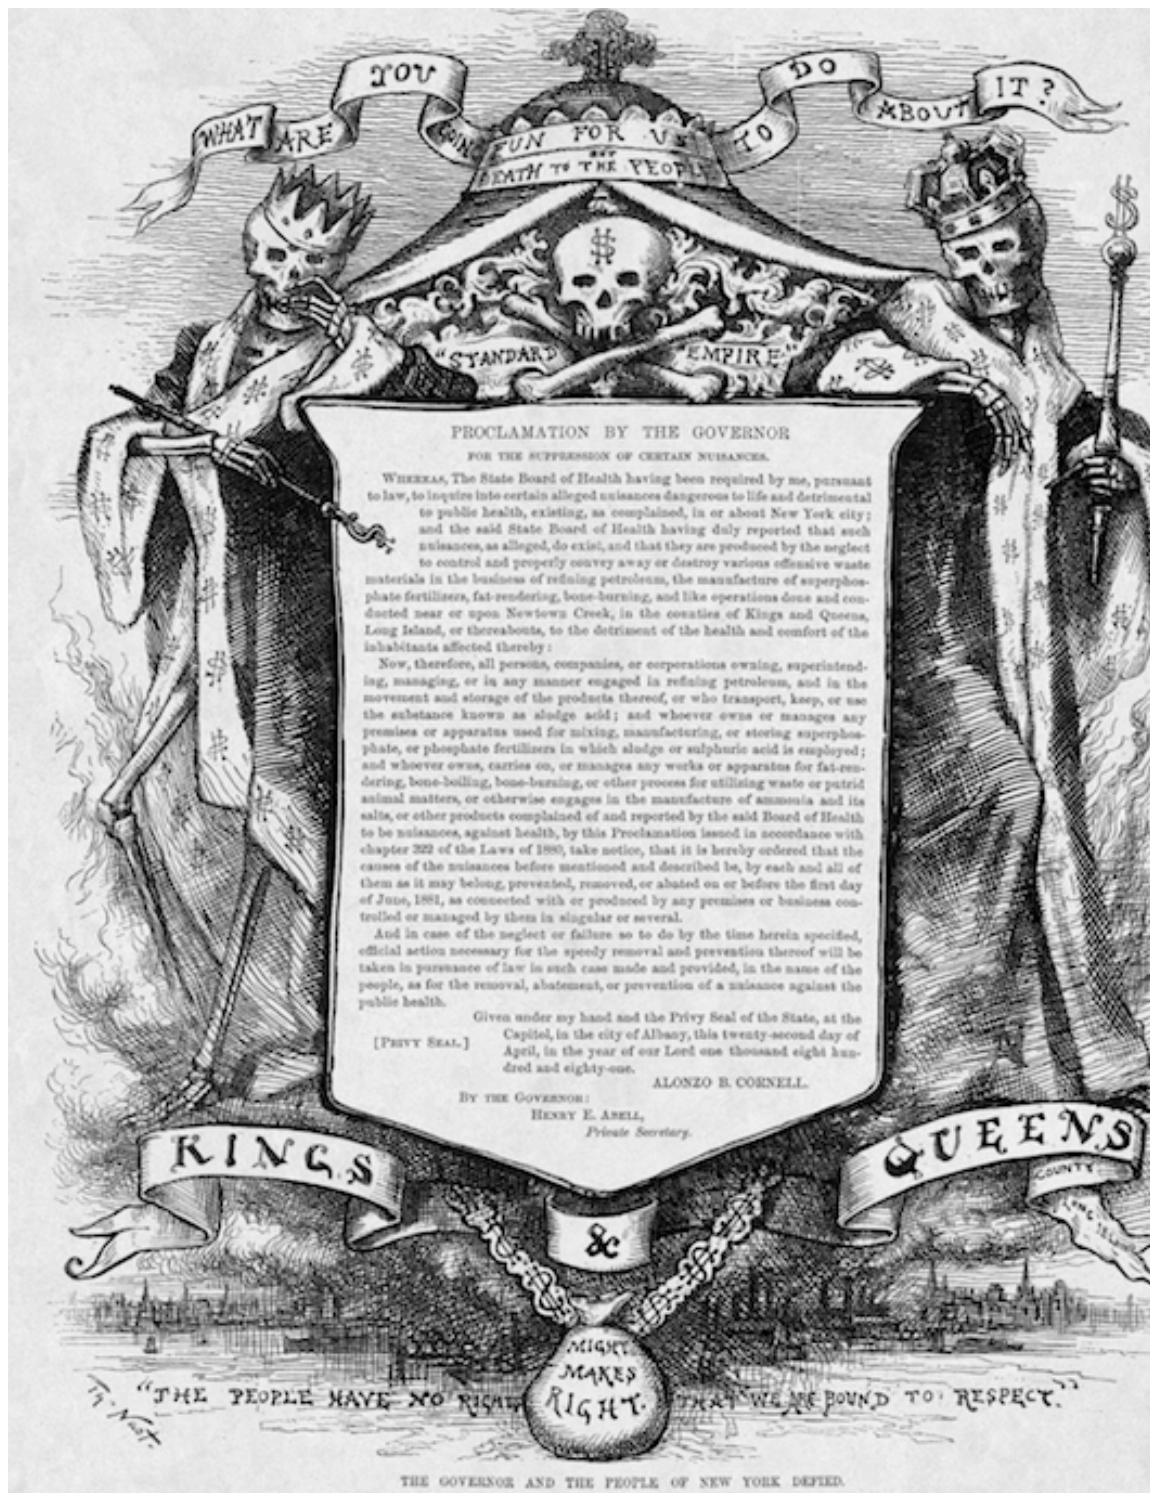 WHAT ARE YOU GOING TO DO ABOUT IT?
FUN FOR US
BUT
DEATH TO THE PEOPLE
$
"STANDARD EMPIRE"
PROCLAMATION BY THE GOVERNOR
FOR THE SUPPRESSION OF CERTAIN NUISANCES.
WHEREAS, The State Board of Health having been required by me, pursuant
to law, to inquire into certain alleged nuisances dangerous to life and detrimental
to public health, existing, as complained, in or about New York city;
and the said State Board of Health having duly reported that such
nuisances, as alleged, do exist, and that they are produced by the neglect
to control and properly convey away or destroy various offensive waste
materials in the business of refining petroleum, the manufacture of superphos-
phate fertilizers, fat-rendering, bone-burning, and like operations done and con-
ducted near or upon Newtown Creek, in the counties of Kings and Queens,
Long Island, or thereabouts, to the detriment of the health and comfort of the
inhabitants affected thereby:
Now, therefore, all persons, companies, or corporations owning, superintend-
ing, managing, or in any manner engaged in refining petroleum, and in the
movement and storage of the products thereof, or who transport, keep, or use
the substance known as sludge acid; and whoever owns or manages any
premises or apparatus used for mixing, manufacturing, or storing superphos-
phate, or phosphate fertilizers in which sludge or sulphuric acid is employed;
and whoever owns, carries on, or manages any works or apparatus for fat-ren-
dering, bone-boiling, bone-burning, or other process for utilizing waste or putrid
animal matters, or otherwise engages in the manufacture of ammonia and its
salts, or other products complained of and reported by the said Board of Health
to be nuisances, against health, by this Proclamation issued in accordance with
chapter 322 of the Laws of 1880, take notice, that it is hereby ordered that the
causes of the nuisances before mentioned and described be, by each and all of
them as it may belong, prevented, removed, or abated on or before the first day
of June, 1881, as connected with or produced by any premises or business con-
trolled or managed by them in singular or several.
And in case of the neglect or failure so to do by the time herein specified,
official action necessary for the speedy removal and prevention thereof will be
taken in pursuance of law in such case made and provided, in the name of the
people, as for the removal, abatement, or prevention of a nuisance against the
public health.
Given under my hand and the Privy Seal of the State, at the
Capitol, in the city of Albany, this twenty-second day of
[PRIVY SEAL.]
April, in the year of our Lord one thousand eight hun-
dred and eighty-one.
ALONZO B. CORNELL.
BY THE GOVERNOR:
HENRY E. ABELL,
Private Secretary.
KINGS & QUEENS
COUNTY
LONG ISLAND
MIGHT
MAKES
RIGHT.
"THE PEOPLE HAVE NO RIGHT THAT WE ARE BOUND TO RESPECT."
Th. Nast.
THE GOVERNOR AND THE PEOPLE OF NEW YORK DEFIED.